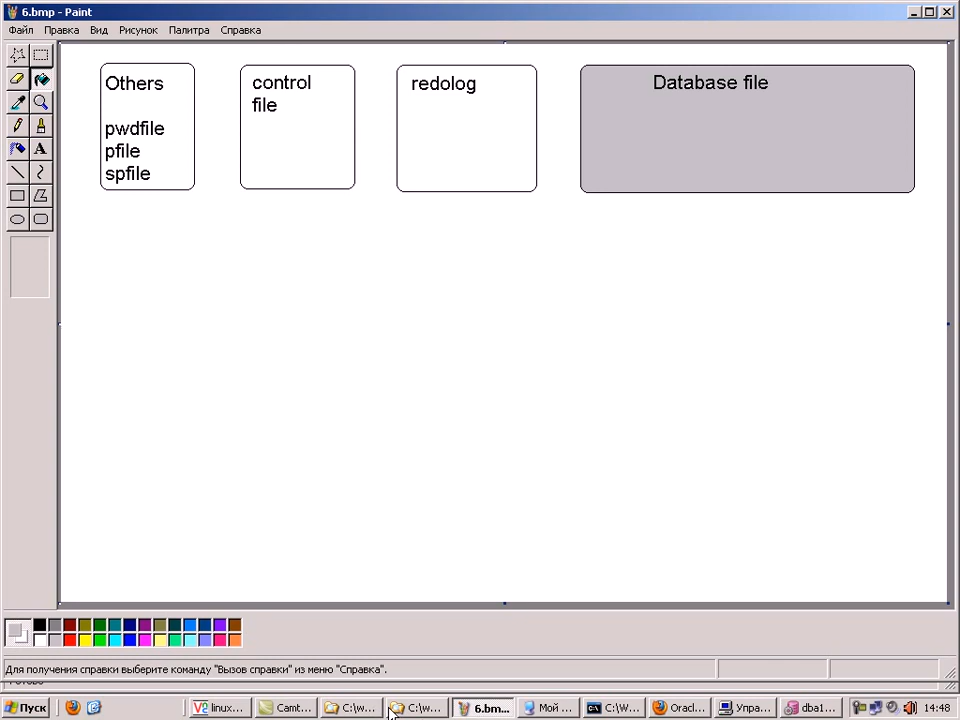 6.bmp - Paint
Файл Правка Вид Рисунок Палитра Справка
Others
pwdfile
pfile
spfile
control
file
redolog
Database file
A
Для получения справки выберите команду "Вызов справки" из меню "Справка".
Пуск V2 linux... Camt... C:\w... C:\w... 6.bm... Мой ... C:\W... Oracl... Упра... dba1... 14:48